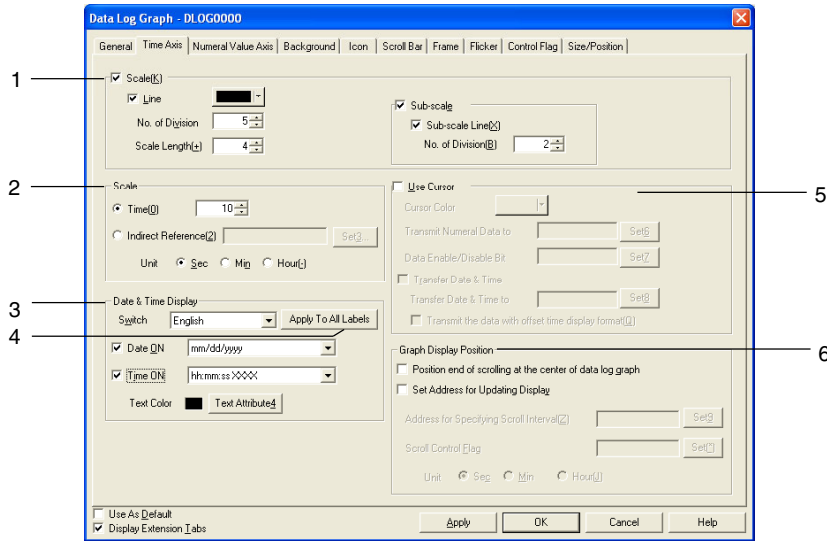 Data Log Graph - DLOG0000
General Time Axis Numeral Value Axis Background Icon Scroll Bar Frame Flicker Control Flag Size/Position
1
Scale(K)
Line
No. of Division 5
Scale Length(+) 4
Sub-scale
Sub-scale Line(X)
No. of Division(B) 2
2
Scale
Time(0) 10
Indirect Reference(2) Set3...
Unit Sec Min Hour(-)
5
Use Cursor
Cursor Color
Transmit Numeral Data to Set6
Data Enable/Disable Bit Set7
Transfer Date & Time
Transfer Date & Time to Set8
Transmit the data with offset time display format(Q)
3
Date & Time Display
Switch English Apply To All Labels
4
Date ON mm/dd/yyyy
Time ON hh:mm:ss XXXX
Text Color Text Attribute4
6
Graph Display Position
Position end of scrolling at the center of data log graph
Set Address for Updating Display
Address for Specifying Scroll Interval(Z) Set9
Scroll Control Flag Set(")
Unit Sec Min Hour(J)
Use As Default
Display Extension Tabs
Apply OK Cancel Help